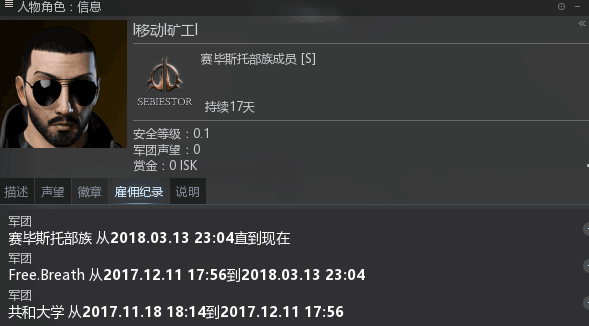 人物角色：信息
l移动l矿工l
赛毕斯托部族成员 [S]
SEBIESTOR
持续17天
安全等级：0.1
军团声望：0
赏金：0 ISK
描述 声望 徽章 雇佣纪录 说明
军团
赛毕斯托部族 从2018.03.13 23:04直到现在
军团
Free.Breath 从2017.12.11 17:56到2018.03.13 23:04
军团
共和大学 从2017.11.18 18:14到2017.12.11 17:56